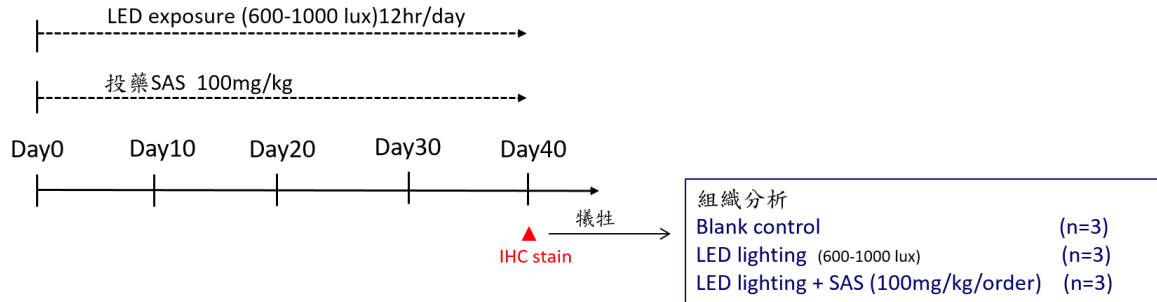 LED exposure (600-1000 lux)12hr/day
投藥SAS 100mg/kg
Day0 Day10 Day20 Day30 Day40
犠牲
IHC stain
組織分析
Blank control (n=3)
LED lighting (600-1000 lux) (n=3)
LED lighting + SAS (100mg/kg/order) (n=3)